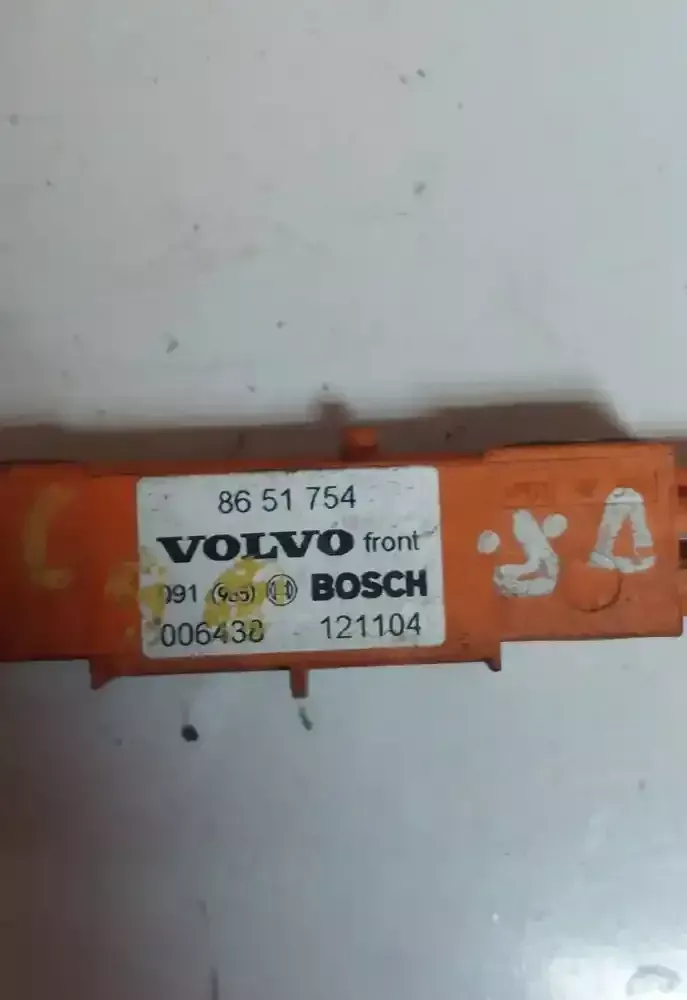 86 51 754
VOLVO front
091 BOSCH
006438 121104